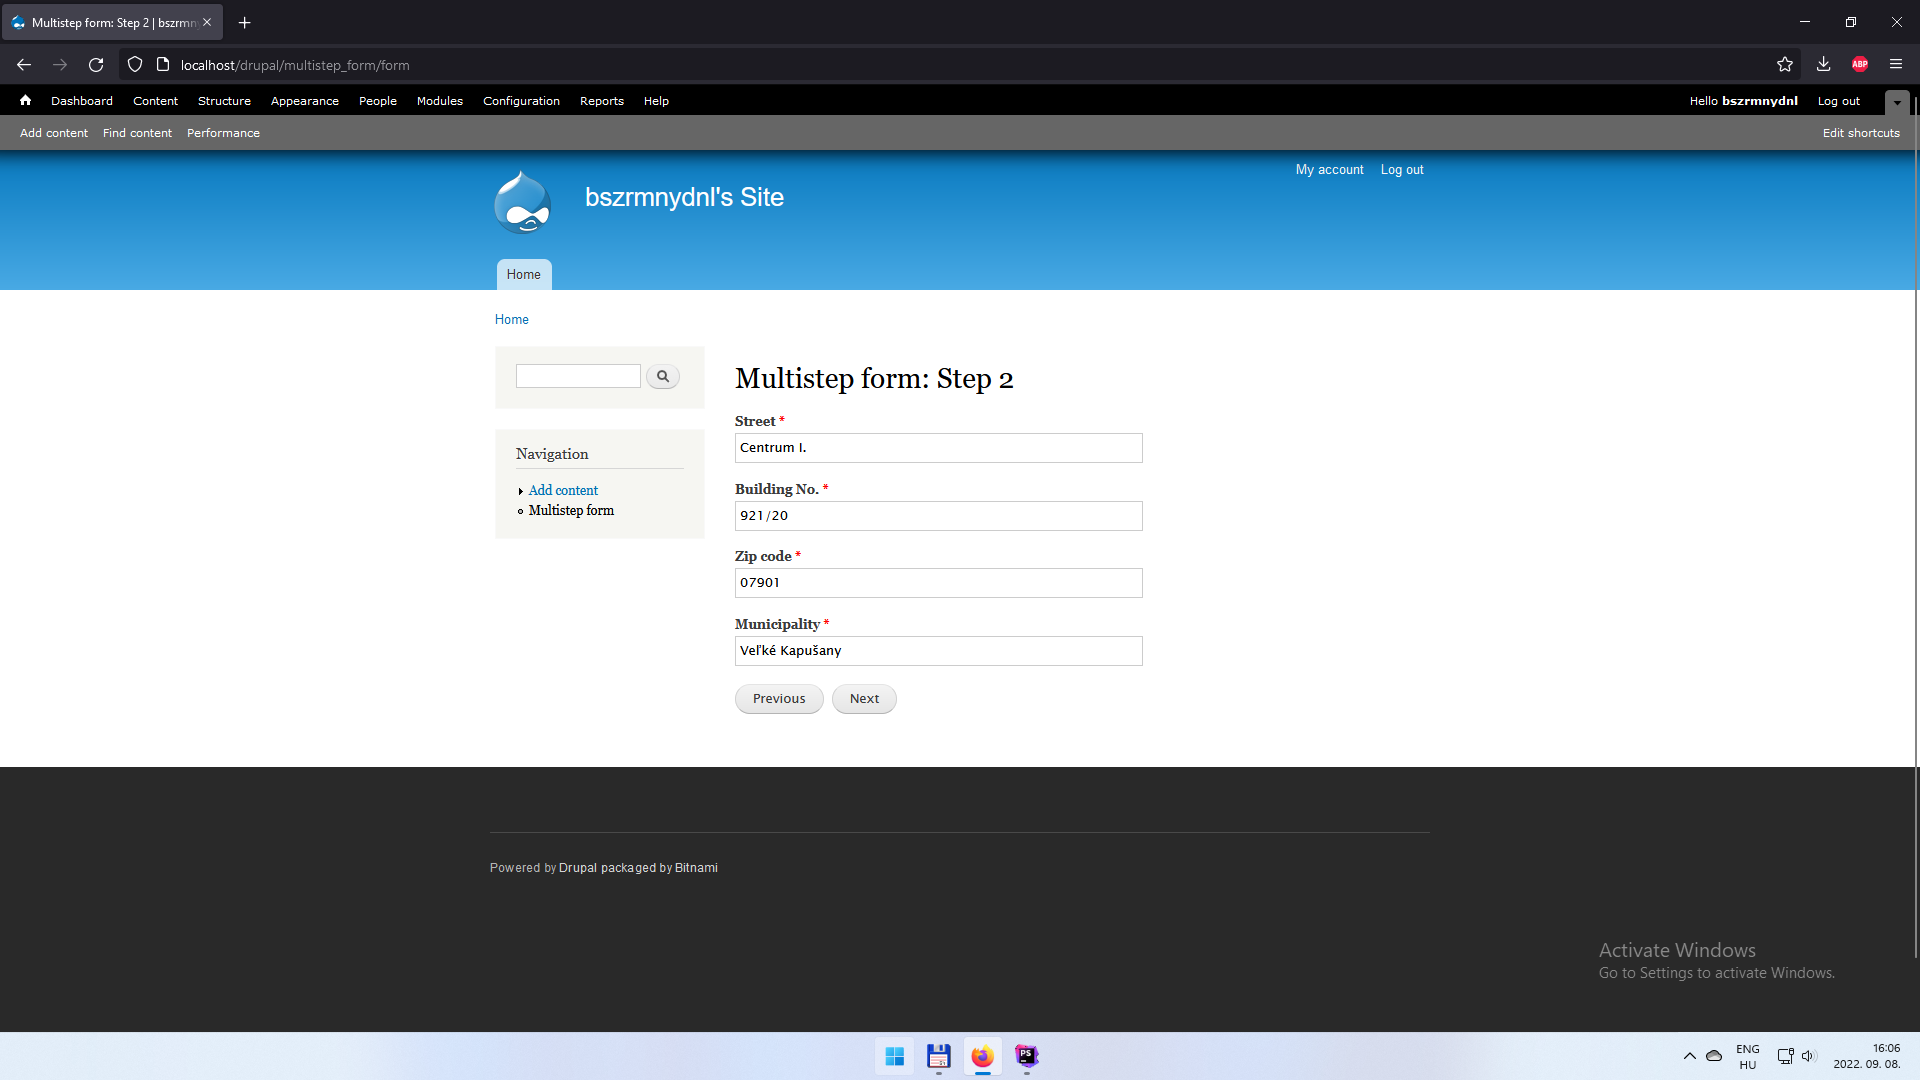 Multistep form: Step 2 | bszrmn
localhost/drupal/multistep_form/form
ABP
Dashboard Content Structure Appearance People Modules Configuration Reports Help
Hello bszrmnydnl Log out
Add content Find content Performance
Edit shortcuts
My account Log out
bszrmnydnl's Site
Home
Home
Multistep form: Step 2
Street *
Centrum I.
Building No. *
921/20
Zip code *
07901
Municipality *
Veľké Kapušany
Previous Next
Navigation
Add content
Multistep form
Powered by Drupal packaged by Bitnami
Activate Windows
Go to Settings to activate Windows.
PS
ENG
HU
16:06
2022. 09. 08.